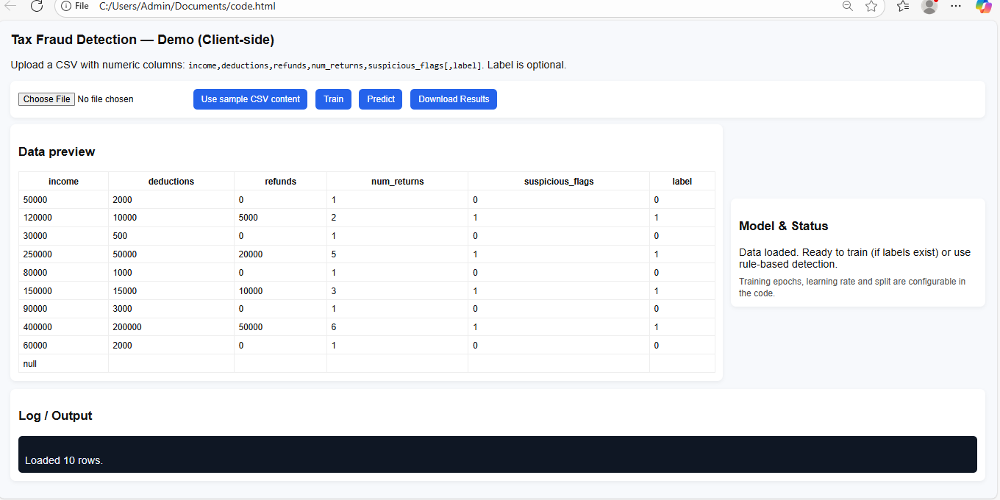 File C:/Users/Admin/Documents/code.html
Tax Fraud Detection — Demo (Client-side)
Upload a CSV with numeric columns: income,deductions,refunds,num_returns,suspicious_flags[,label]. Label is optional.
Choose File No file chosen Use sample CSV content Train Predict Download Results
Data preview
income deductions refunds num_returns suspicious_flags label
50000 2000 0 1 0 0
120000 10000 5000 2 1 1
30000 500 0 1 0 0
250000 50000 20000 5 1 1
80000 1000 0 1 0 0
150000 15000 10000 3 1 1
90000 3000 0 1 0 0
400000 200000 50000 6 1 1
60000 2000 0 1 0 0
null
Model & Status
Data loaded. Ready to train (if labels exist) or use
rule-based detection.
Training epochs, learning rate and split are configurable in
the code.
Log / Output
Loaded 10 rows.